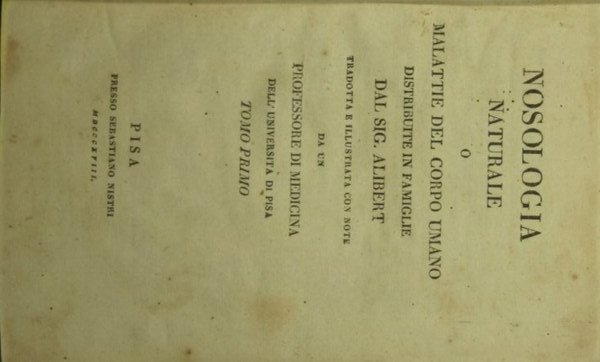 NOSOLOGIA
NATURALE
O
MALATTIE DEL CORPO UMANO
DISTRIBUITE IN FAMIGLIE
DAL SIG. ALIBERT
TRADOTTA E ILLUSTRATA CON NOTE
DA UN
PROFESSORE DI MEDICINA
DELL' UNIVERSITÀ DI PISA
TOMO PRIMO
PISA
PRESSO SEBASTIANO NISTRI
MDCCCXVIII.